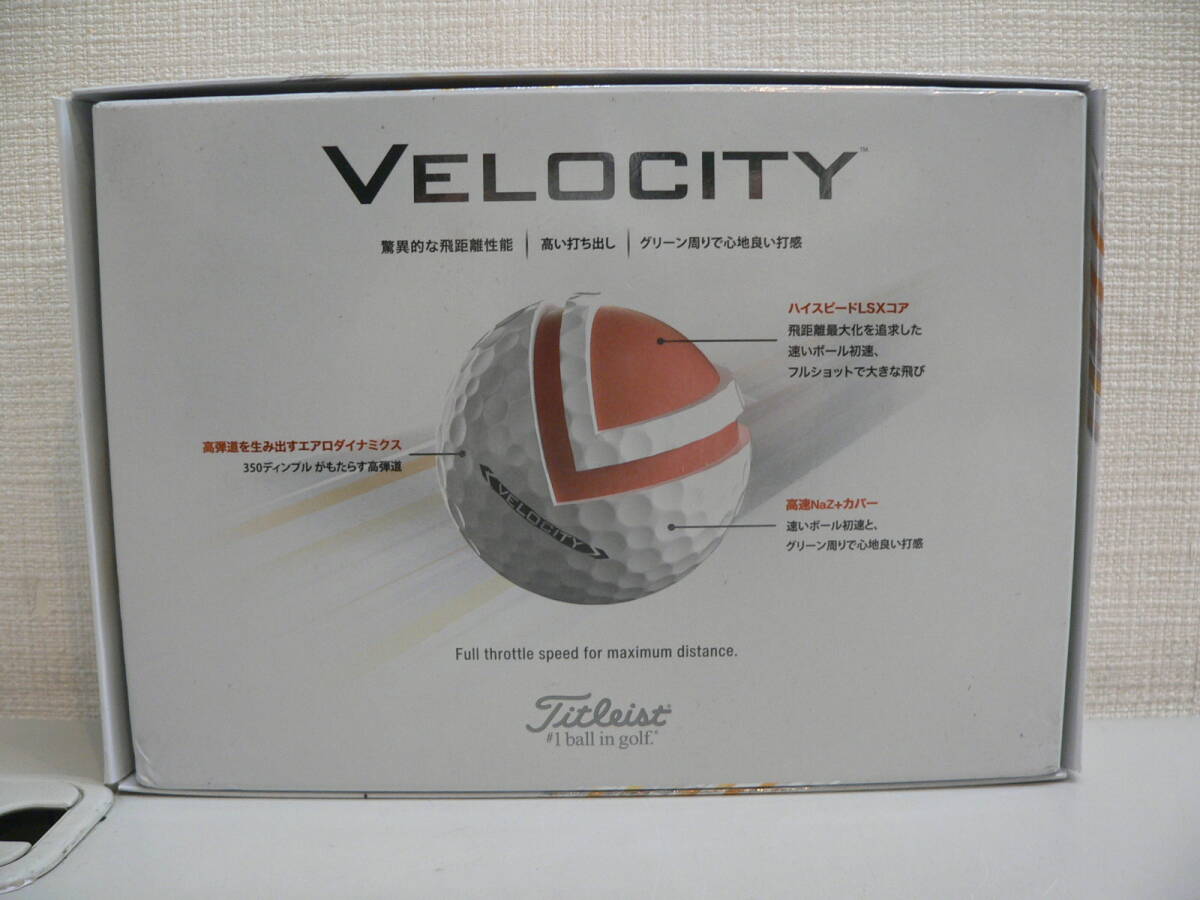 VELOCITY™
驚異的な飛距離性能 | 高い打ち出し | グリーン周りで心地良い打感
ハイスピードLSXコア
飛距離最大化を追求した
速いボール初速、
フルショットで大きな飛び
高弾道を生み出すエアロダイナミクス
350ディンプルがもたらす高弾道
VELOCITY
高速NaZ+カバー
速いボール初速と、
グリーン周りで心地良い打感
Full throttle speed for maximum distance.
Titleist®
#1 ball in golf.®